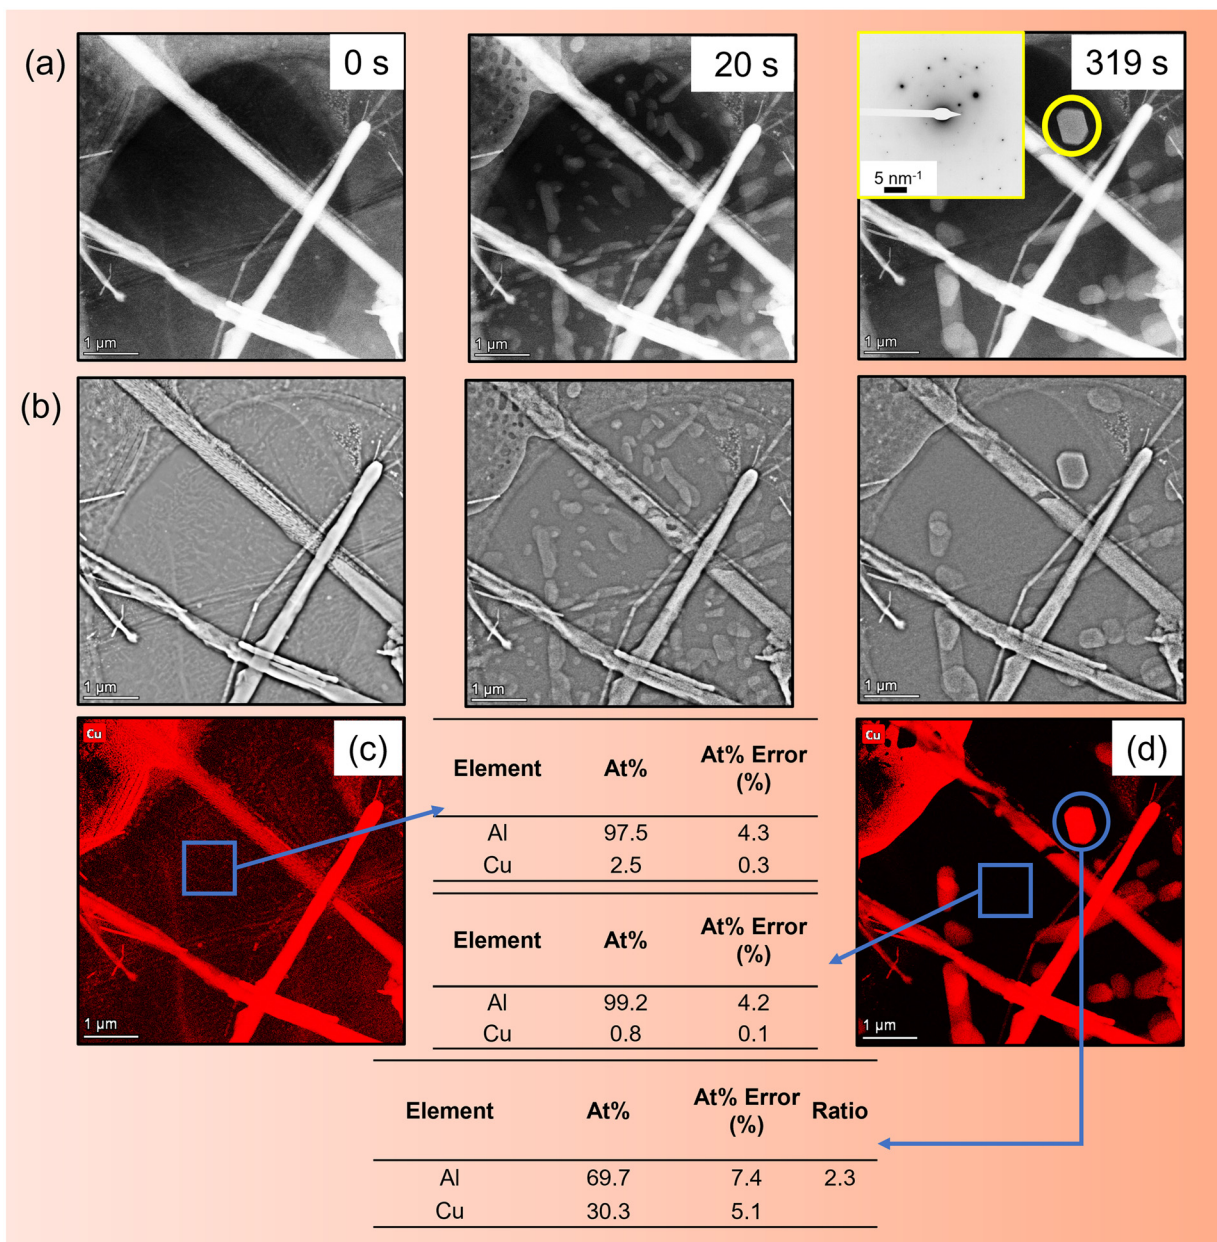 (a)
0 s
20 s
319 s
5 nm-1
1 µm
1 µm
1 µm
(b)
1 µm
1 µm
1 µm
Cu
(c)
1 µm
Cu
(d)
1 µm
Element At% At% Error
(%)
Al 97.5 4.3
Cu 2.5 0.3
Element At% At% Error
(%)
Al 99.2 4.2
Cu 0.8 0.1
Element At% At% Error Ratio
(%)
Al 69.7 7.4 2.3
Cu 30.3 5.1